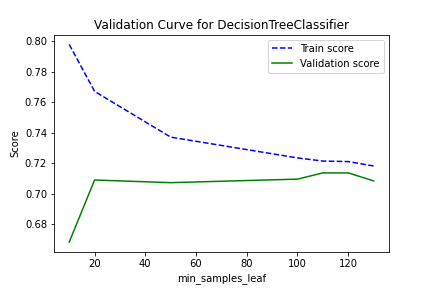 Validation Curve for DecisionTreeClassifier
Train score
Validation score
0.80
0.78
0.76
0.74
0.72
0.70
0.68
Score
20 40 60 80 100 120
min_samples_leaf